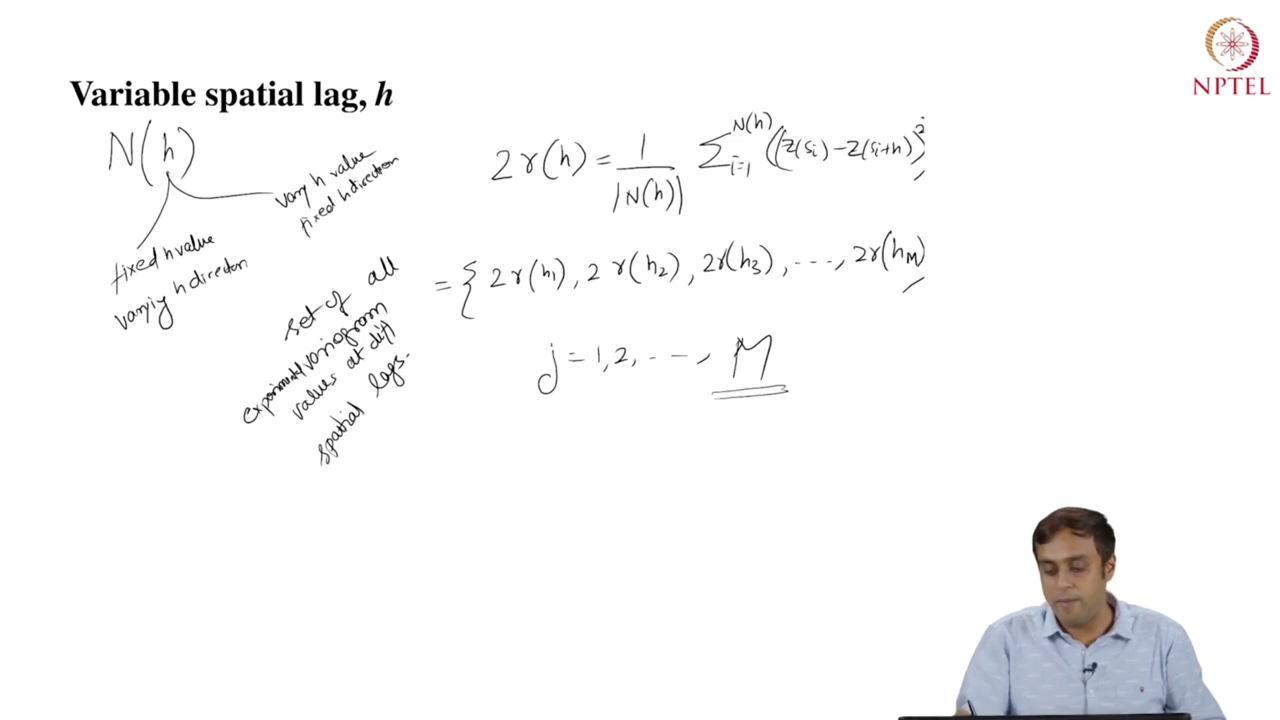 NPTEL
Variable spatial lag, h
N(h)
vary h value
fixed h direction
fixed h value
varyig h direction
2γ(h) = 1/|N(h)| Σ_{i=1}^{N(h)} (Z(si) − Z(si+h))²,
= { 2γ(h1), 2γ(h2), 2γ(h3), ..., 2γ(hM)
set of all
experimental variogram
values at diff
spatial lags.
j = 1, 2, ---, M